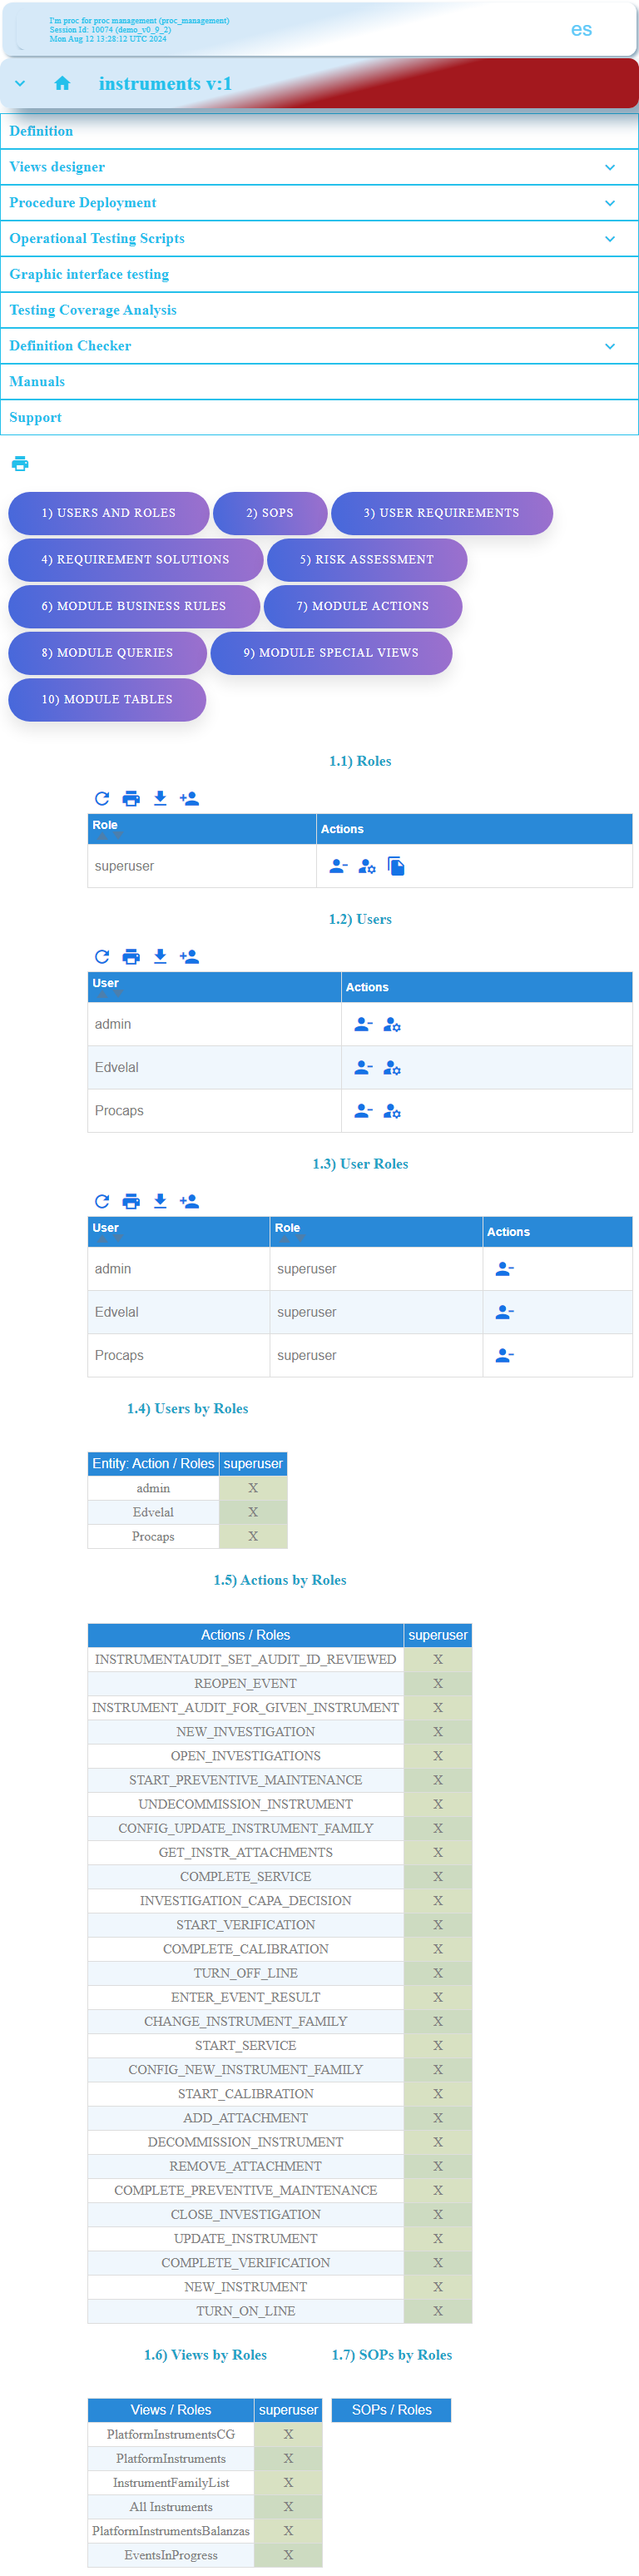 I'm proc for proc management (proc_management)
Session Id: 10074 (demo_v0_9_2)
Mon Aug 12 13:28:12 UTC 2024
es
instruments v:1
Definition
Views designer
Procedure Deployment
Operational Testing Scripts
Graphic interface testing
Testing Coverage Analysis
Definition Checker
Manuals
Support
1) USERS AND ROLES 2) SOPS 3) USER REQUIREMENTS
4) REQUIREMENT SOLUTIONS 5) RISK ASSESSMENT
6) MODULE BUSINESS RULES 7) MODULE ACTIONS
8) MODULE QUERIES 9) MODULE SPECIAL VIEWS
10) MODULE TABLES
1.1) Roles
Role Actions
superuser
1.2) Users
User Actions
admin
Edvelal
Procaps
1.3) User Roles
User Role Actions
admin superuser
Edvelal superuser
Procaps superuser
1.4) Users by Roles
Entity: Action / Roles superuser
admin X
Edvelal X
Procaps X
1.5) Actions by Roles
Actions / Roles superuser
INSTRUMENTAUDIT_SET_AUDIT_ID_REVIEWED X
REOPEN_EVENT X
INSTRUMENT_AUDIT_FOR_GIVEN_INSTRUMENT X
NEW_INVESTIGATION X
OPEN_INVESTIGATIONS X
START_PREVENTIVE_MAINTENANCE X
UNDECOMMISSION_INSTRUMENT X
CONFIG_UPDATE_INSTRUMENT_FAMILY X
GET_INSTR_ATTACHMENTS X
COMPLETE_SERVICE X
INVESTIGATION_CAPA_DECISION X
START_VERIFICATION X
COMPLETE_CALIBRATION X
TURN_OFF_LINE X
ENTER_EVENT_RESULT X
CHANGE_INSTRUMENT_FAMILY X
START_SERVICE X
CONFIG_NEW_INSTRUMENT_FAMILY X
START_CALIBRATION X
ADD_ATTACHMENT X
DECOMMISSION_INSTRUMENT X
REMOVE_ATTACHMENT X
COMPLETE_PREVENTIVE_MAINTENANCE X
CLOSE_INVESTIGATION X
UPDATE_INSTRUMENT X
COMPLETE_VERIFICATION X
NEW_INSTRUMENT X
TURN_ON_LINE X
1.6) Views by Roles 1.7) SOPs by Roles
Views / Roles superuser SOPs / Roles
PlatformInstrumentsCG X
PlatformInstruments X
InstrumentFamilyList X
All Instruments X
PlatformInstrumentsBalanzas X
EventsInProgress X